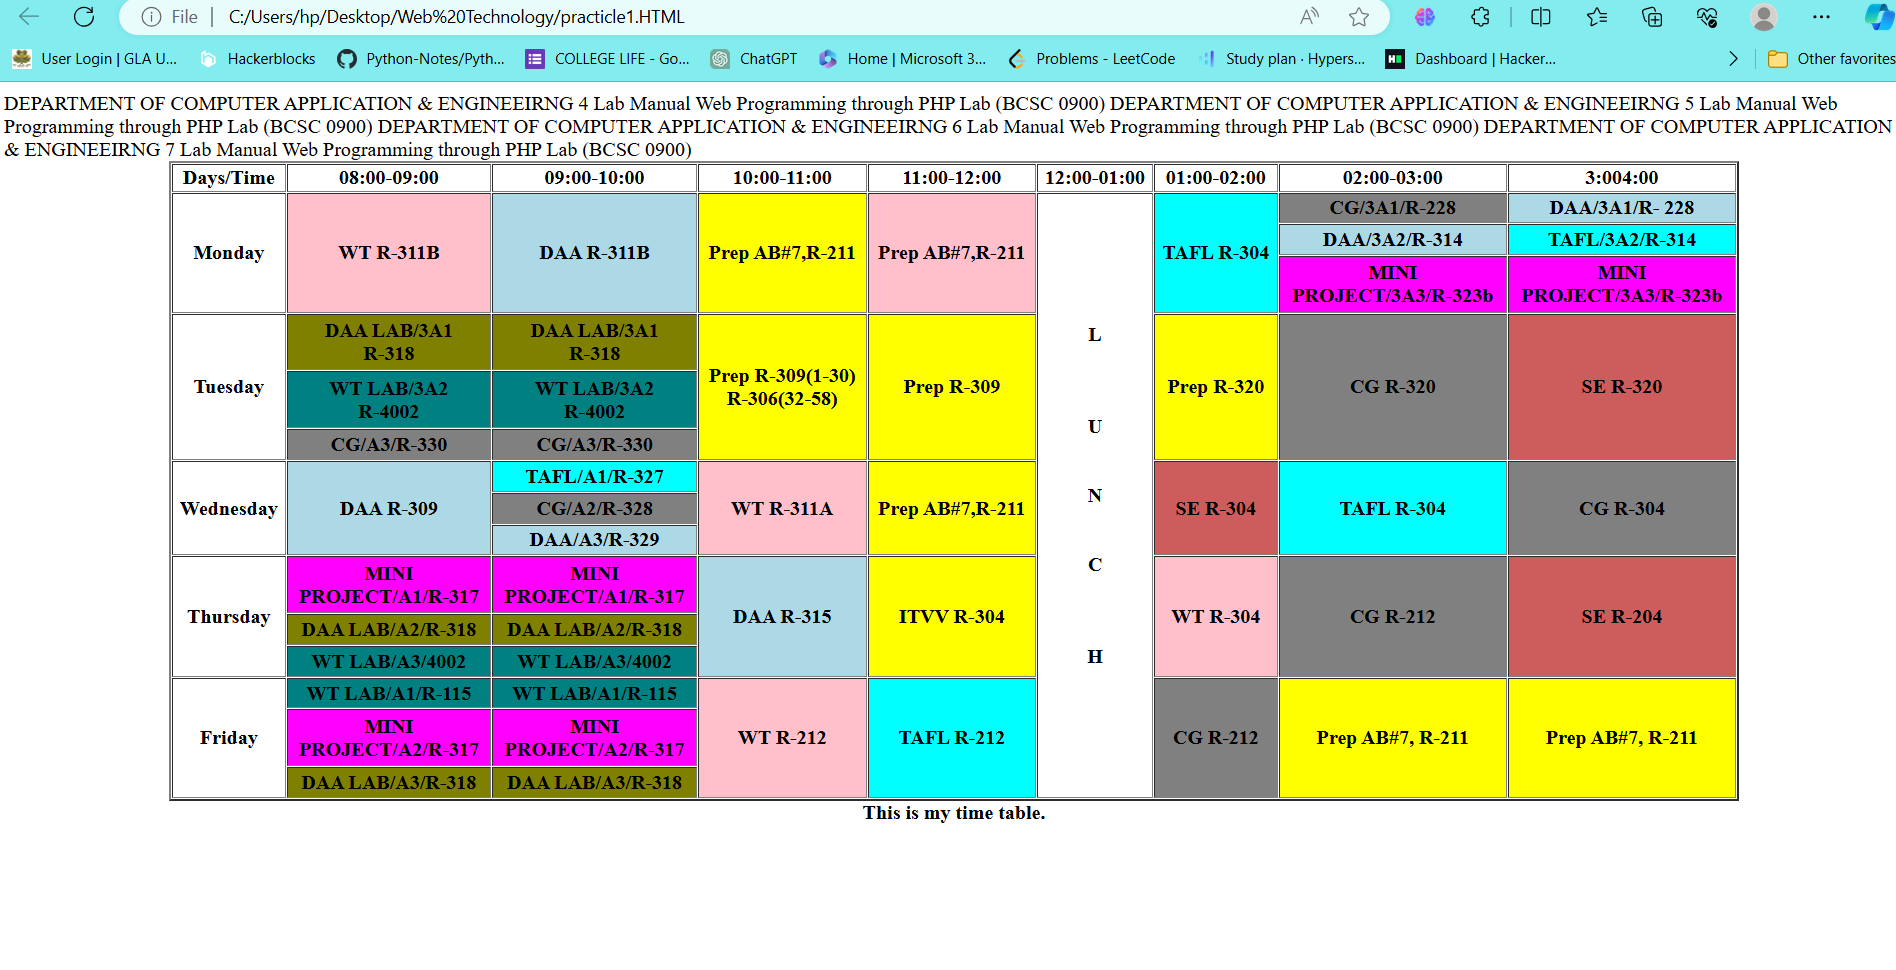 File | C:/Users/hp/Desktop/Web%20Technology/practicle1.HTML
User Login | GLA U... Hackerblocks Python-Notes/Pyth... COLLEGE LIFE - Go... ChatGPT Home | Microsoft 3... Problems - LeetCode Study plan · Hypers... Dashboard | Hacker... Other favorites
DEPARTMENT OF COMPUTER APPLICATION & ENGINEEIRNG 4 Lab Manual Web Programming through PHP Lab (BCSC 0900) DEPARTMENT OF COMPUTER APPLICATION & ENGINEEIRNG 5 Lab Manual Web
Programming through PHP Lab (BCSC 0900) DEPARTMENT OF COMPUTER APPLICATION & ENGINEEIRNG 6 Lab Manual Web Programming through PHP Lab (BCSC 0900) DEPARTMENT OF COMPUTER APPLICATION
& ENGINEEIRNG 7 Lab Manual Web Programming through PHP Lab (BCSC 0900)
Days/Time 08:00-09:00 09:00-10:00 10:00-11:00 11:00-12:00 12:00-01:00 01:00-02:00 02:00-03:00 3:004:00
Monday
WT R-311B
DAA R-311B
Prep AB#7,R-211
Prep AB#7,R-211
L
U
N
C
H
TAFL R-304
CG/3A1/R-228
DAA/3A1/R- 228
DAA/3A2/R-314
TAFL/3A2/R-314
MINI
PROJECT/3A3/R-323b
MINI
PROJECT/3A3/R-323b
Tuesday
DAA LAB/3A1
R-318
DAA LAB/3A1
R-318
Prep R-309(1-30)
R-306(32-58)
Prep R-309
Prep R-320
CG R-320
SE R-320
WT LAB/3A2
R-4002
WT LAB/3A2
R-4002
CG/A3/R-330
CG/A3/R-330
Wednesday
DAA R-309
TAFL/A1/R-327
WT R-311A
Prep AB#7,R-211
SE R-304
TAFL R-304
CG R-304
CG/A2/R-328
DAA/A3/R-329
Thursday
MINI
PROJECT/A1/R-317
MINI
PROJECT/A1/R-317
DAA R-315
ITVV R-304
WT R-304
CG R-212
SE R-204
DAA LAB/A2/R-318
DAA LAB/A2/R-318
WT LAB/A3/4002
WT LAB/A3/4002
Friday
WT LAB/A1/R-115
WT LAB/A1/R-115
WT R-212
TAFL R-212
CG R-212
Prep AB#7, R-211
Prep AB#7, R-211
MINI
PROJECT/A2/R-317
MINI
PROJECT/A2/R-317
DAA LAB/A3/R-318
DAA LAB/A3/R-318
This is my time table.